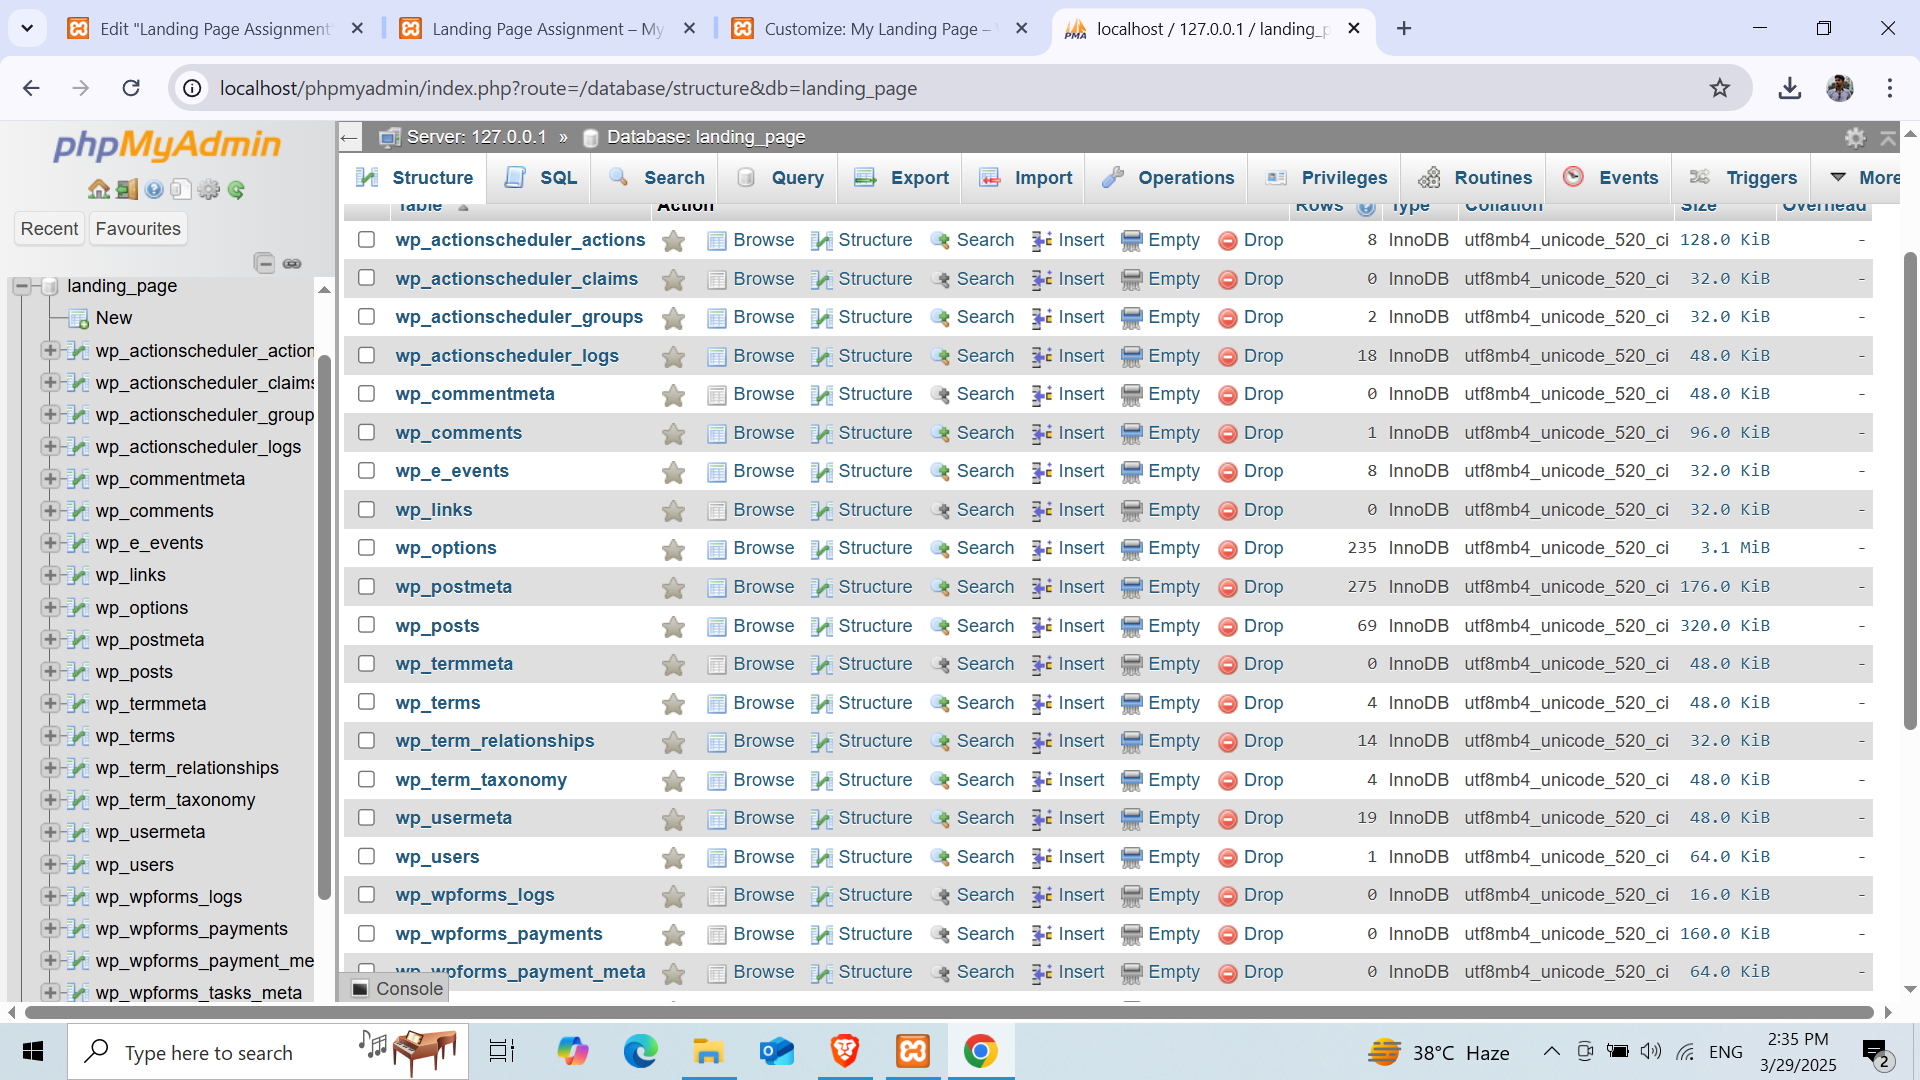 Edit "Landing Page Assignment"
Landing Page Assignment – My
Customize: My Landing Page –
localhost / 127.0.0.1 / landing_p
localhost/phpmyadmin/index.php?route=/database/structure&db=landing_page
phpMyAdmin
Recent
Favourites
landing_page
New
wp_actionscheduler_action
wp_actionscheduler_claims
wp_actionscheduler_group
wp_actionscheduler_logs
wp_commentmeta
wp_comments
wp_e_events
wp_links
wp_options
wp_postmeta
wp_posts
wp_termmeta
wp_terms
wp_term_relationships
wp_term_taxonomy
wp_usermeta
wp_users
wp_wpforms_logs
wp_wpforms_payments
wp_wpforms_payment_me
wp_wpforms_tasks_meta
Server: 127.0.0.1 » Database: landing_page
Structure SQL Search Query Export Import Operations Privileges Routines Events Triggers More
Table Action Rows Type Collation Size Overhead
wp_actionscheduler_actions Browse Structure Search Insert Empty Drop 8 InnoDB utf8mb4_unicode_520_ci 128.0 KiB -
wp_actionscheduler_claims Browse Structure Search Insert Empty Drop 0 InnoDB utf8mb4_unicode_520_ci 32.0 KiB -
wp_actionscheduler_groups Browse Structure Search Insert Empty Drop 2 InnoDB utf8mb4_unicode_520_ci 32.0 KiB -
wp_actionscheduler_logs Browse Structure Search Insert Empty Drop 18 InnoDB utf8mb4_unicode_520_ci 48.0 KiB -
wp_commentmeta Browse Structure Search Insert Empty Drop 0 InnoDB utf8mb4_unicode_520_ci 48.0 KiB -
wp_comments Browse Structure Search Insert Empty Drop 1 InnoDB utf8mb4_unicode_520_ci 96.0 KiB -
wp_e_events Browse Structure Search Insert Empty Drop 8 InnoDB utf8mb4_unicode_520_ci 32.0 KiB -
wp_links Browse Structure Search Insert Empty Drop 0 InnoDB utf8mb4_unicode_520_ci 32.0 KiB -
wp_options Browse Structure Search Insert Empty Drop 235 InnoDB utf8mb4_unicode_520_ci 3.1 MiB -
wp_postmeta Browse Structure Search Insert Empty Drop 275 InnoDB utf8mb4_unicode_520_ci 176.0 KiB -
wp_posts Browse Structure Search Insert Empty Drop 69 InnoDB utf8mb4_unicode_520_ci 320.0 KiB -
wp_termmeta Browse Structure Search Insert Empty Drop 0 InnoDB utf8mb4_unicode_520_ci 48.0 KiB -
wp_terms Browse Structure Search Insert Empty Drop 4 InnoDB utf8mb4_unicode_520_ci 48.0 KiB -
wp_term_relationships Browse Structure Search Insert Empty Drop 14 InnoDB utf8mb4_unicode_520_ci 32.0 KiB -
wp_term_taxonomy Browse Structure Search Insert Empty Drop 4 InnoDB utf8mb4_unicode_520_ci 48.0 KiB -
wp_usermeta Browse Structure Search Insert Empty Drop 19 InnoDB utf8mb4_unicode_520_ci 48.0 KiB -
wp_users Browse Structure Search Insert Empty Drop 1 InnoDB utf8mb4_unicode_520_ci 64.0 KiB -
wp_wpforms_logs Browse Structure Search Insert Empty Drop 0 InnoDB utf8mb4_unicode_520_ci 16.0 KiB -
wp_wpforms_payments Browse Structure Search Insert Empty Drop 0 InnoDB utf8mb4_unicode_520_ci 160.0 KiB -
wp_wpforms_payment_meta Browse Structure Search Insert Empty Drop 0 InnoDB utf8mb4_unicode_520_ci 64.0 KiB -
Console
Type here to search
38°C Haze
ENG
2:35 PM
3/29/2025
2